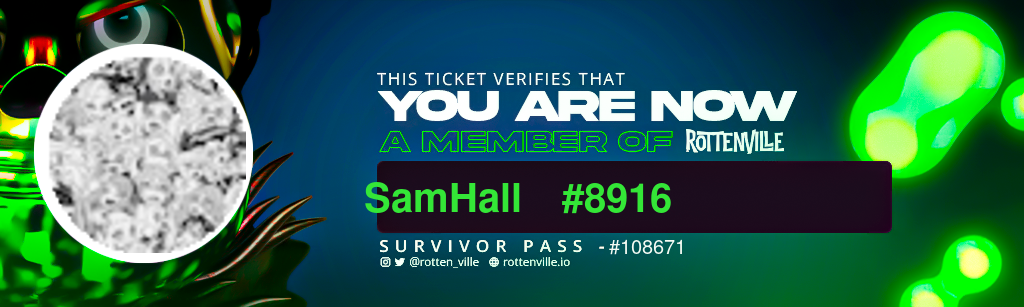 THIS TICKET VERIFIES THAT
YOU ARE NOW
A MEMBER OF ROTTENVILLE
SamHall #8916
SURVIVOR PASS - #108671
@rotten_ville rottenville.io